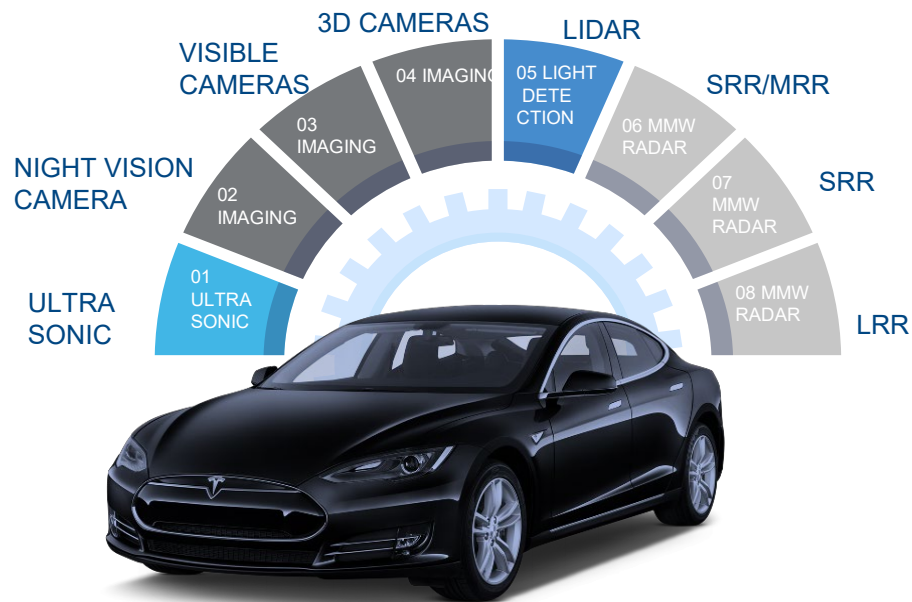 3D CAMERAS
LIDAR
VISIBLE
CAMERAS
SRR/MRR
NIGHT VISION
CAMERA
SRR
ULTRA
SONIC
LRR
01
ULTRA
SONIC
02
IMAGING
03
IMAGING
04 IMAGING
05 LIGHT
DETE
CTION
06 MMW
RADAR
07
MMW
RADAR
08 MMW
RADAR